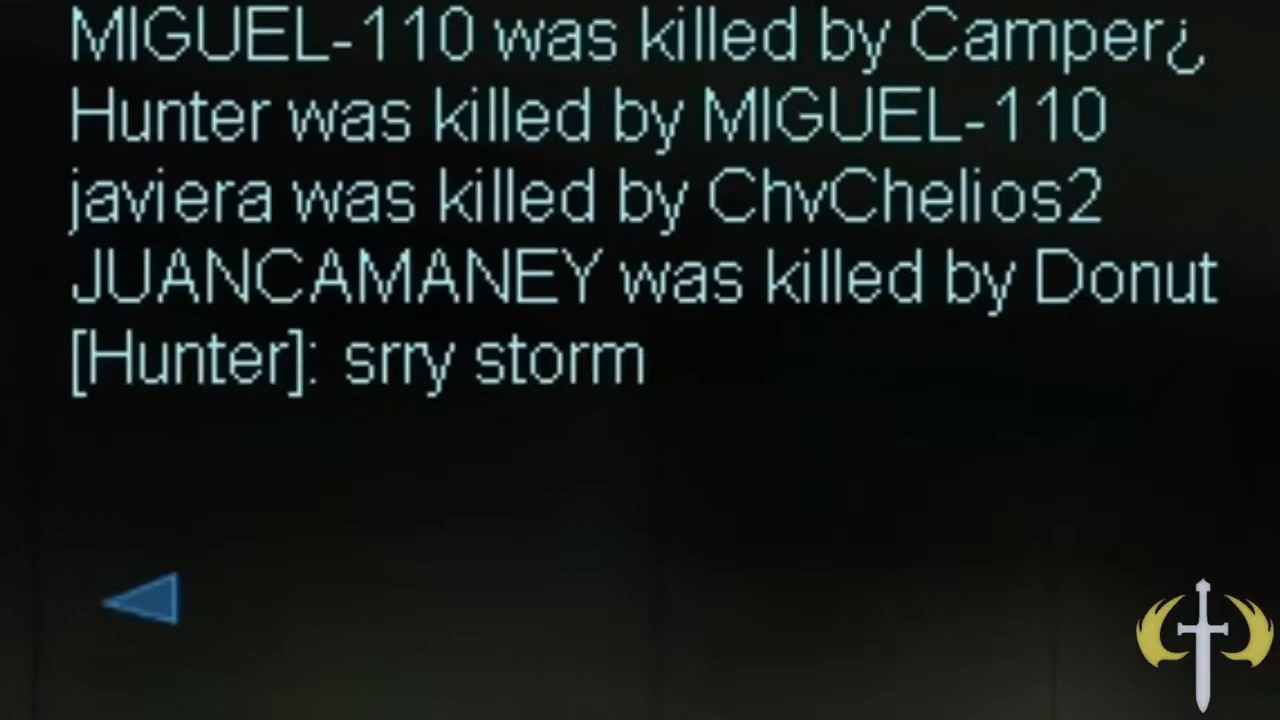 MIGUEL-110 was killed by Camper¿
Hunter was killed by MIGUEL-110
javiera was killed by ChvChelios2
JUANCAMANEY was killed by Donut
[Hunter]: srry storm